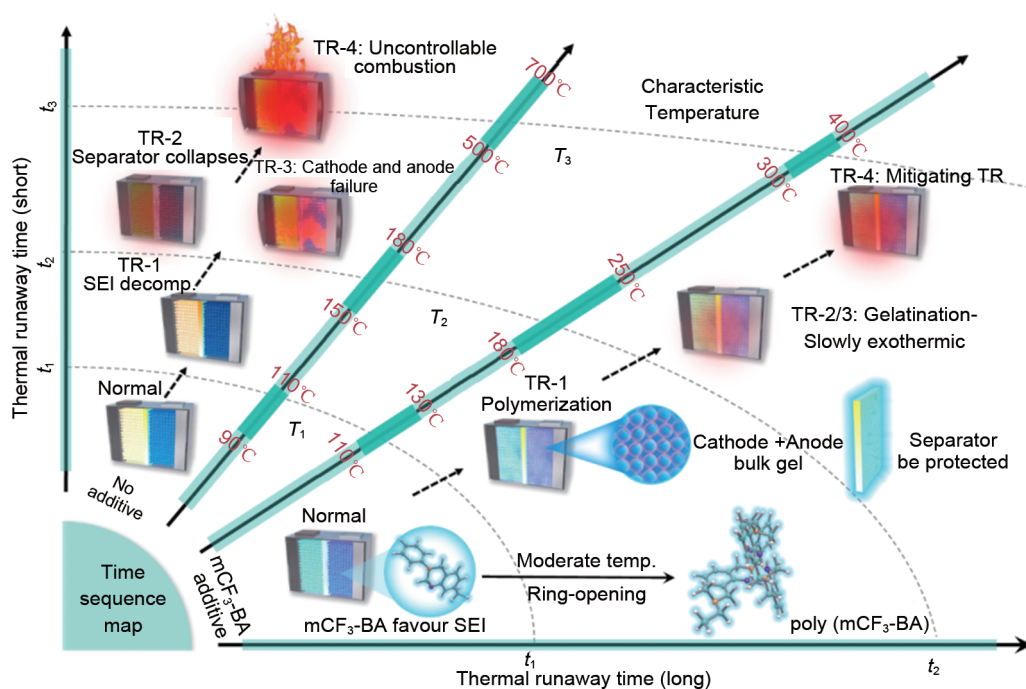 TR-4: Uncontrollable
combustion
700℃
Characteristic
Temperature
t3
TR-2
Separator collapses
500℃
T3
400℃
TR-3: Cathode and anode
failure
300℃
TR-4: Mitigating TR
Thermal runaway time (short)
t2
180℃
250℃
TR-1
SEI decomp.
150℃
T2
TR-2/3: Gelatination-
Slowly exothermic
180℃
t1
Normal
110℃
TR-1
Polymerization
130℃
T1
90℃
Cathode +Anode
bulk gel
Separator
be protected
110℃
No
additive
Normal
Moderate temp.
Ring-opening
Time
sequence
map
mCF3-BA
additive
mCF3-BA favour SEI
poly (mCF3-BA)
t1
t2
Thermal runaway time (long)